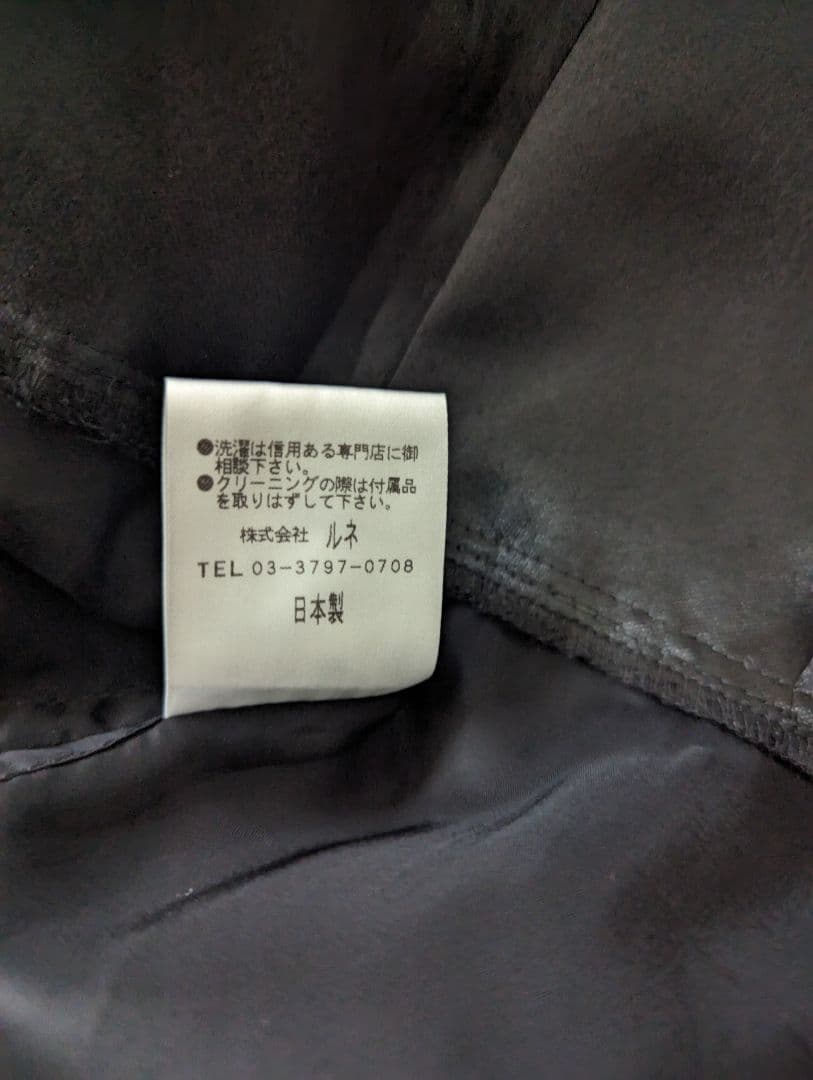 ●洗濯は信用ある専門店に御
相談下さい。
●クリーニングの際は付属品
を取りはずして下さい。
株式会社 ルネ
TEL 03-3797-0708
日本製